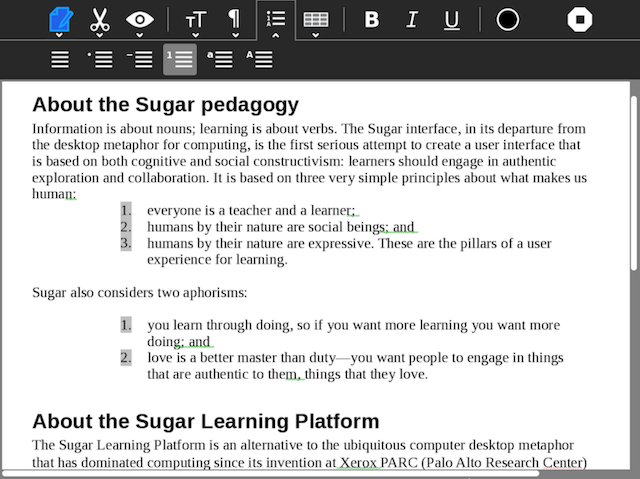 тT ¶
B I U
1 a A
About the Sugar pedagogy
Information is about nouns; learning is about verbs. The Sugar interface, in its departure from
the desktop metaphor for computing, is the first serious attempt to create a user interface that
is based on both cognitive and social constructivism: learners should engage in authentic
exploration and collaboration. It is based on three very simple principles about what makes us
human:
1. everyone is a teacher and a learner;
2. humans by their nature are social beings; and
3. humans by their nature are expressive. These are the pillars of a user
experience for learning.
Sugar also considers two aphorisms:
1. you learn through doing, so if you want more learning you want more
doing; and
2. love is a better master than duty—you want people to engage in things
that are authentic to them, things that they love.
About the Sugar Learning Platform
The Sugar Learning Platform is an alternative to the ubiquitous computer desktop metaphor
that has dominated computing since its invention at Xerox PARC (Palo Alto Research Center)